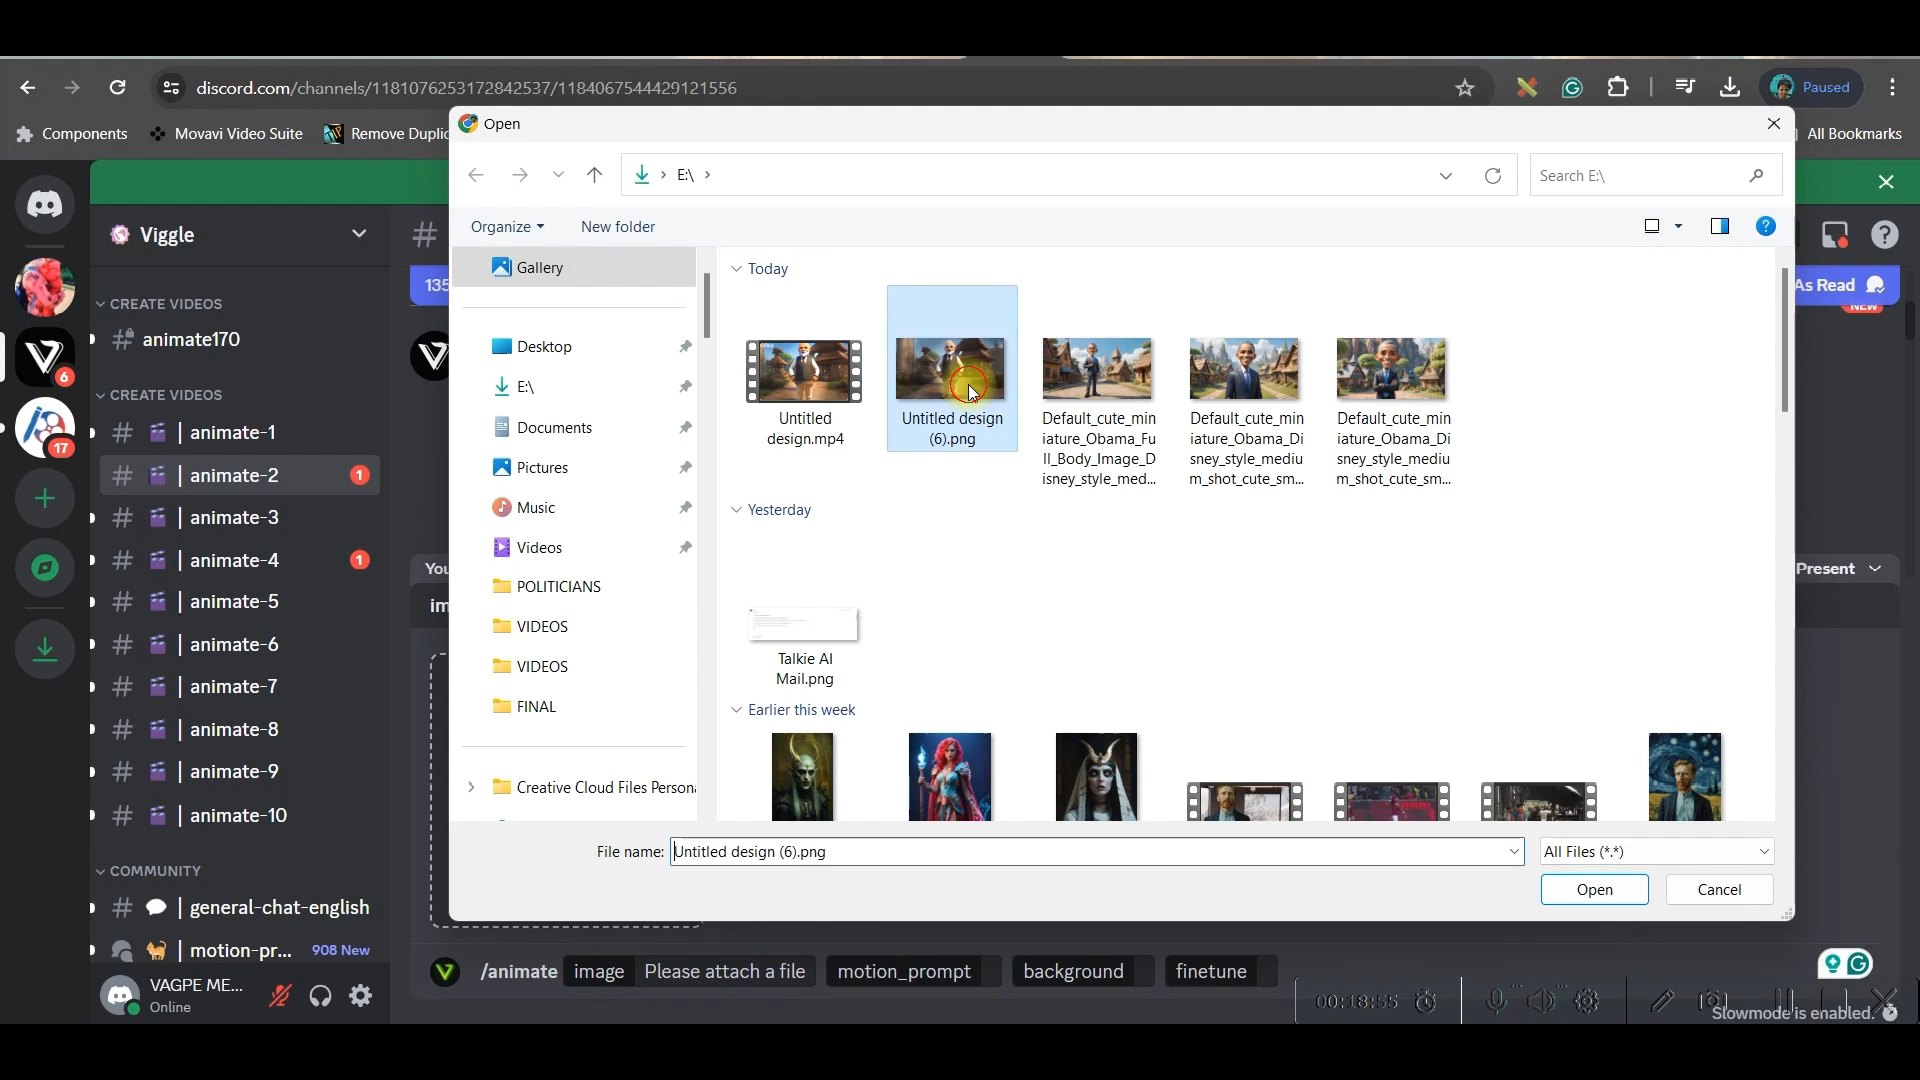 discord.com/channels/1181076253172842537/1184067544429121556
Paused
Components
Movavi Video Suite
Remove Duplic
All Bookmarks
Open
E:\
Search E:\
Organize
New folder
Viggle
135
As Read
NEW
CREATE VIDEOS
animate170
CREATE VIDEOS
animate-1
animate-2
1
animate-3
animate-4
1
animate-5
animate-6
animate-7
animate-8
animate-9
animate-10
COMMUNITY
general-chat-english
motion-pr...
908 New
VAGPE ME...
Online
6
17
Gallery
Desktop
E:\
Documents
Pictures
Music
Videos
POLITICIANS
VIDEOS
VIDEOS
FINAL
Creative Cloud Files Persona
Today
Untitled
design.mp4
Untitled design
(6).png
Default_cute_min
iature_Obama_Fu
ll_Body_Image_D
isney_style_med...
Default_cute_min
iature_Obama_Di
sney_style_mediu
m_shot_cute_sm...
Default_cute_min
iature_Obama_Di
sney_style_mediu
m_shot_cute_sm...
Yesterday
Talkie AI
Mail.png
Earlier this week
File name:
Untitled design (6).png
All Files (*.*)
Open
Cancel
You
im
Present
/animate image Please attach a file motion_prompt background finetune
00:18:55
Slowmode is enabled.